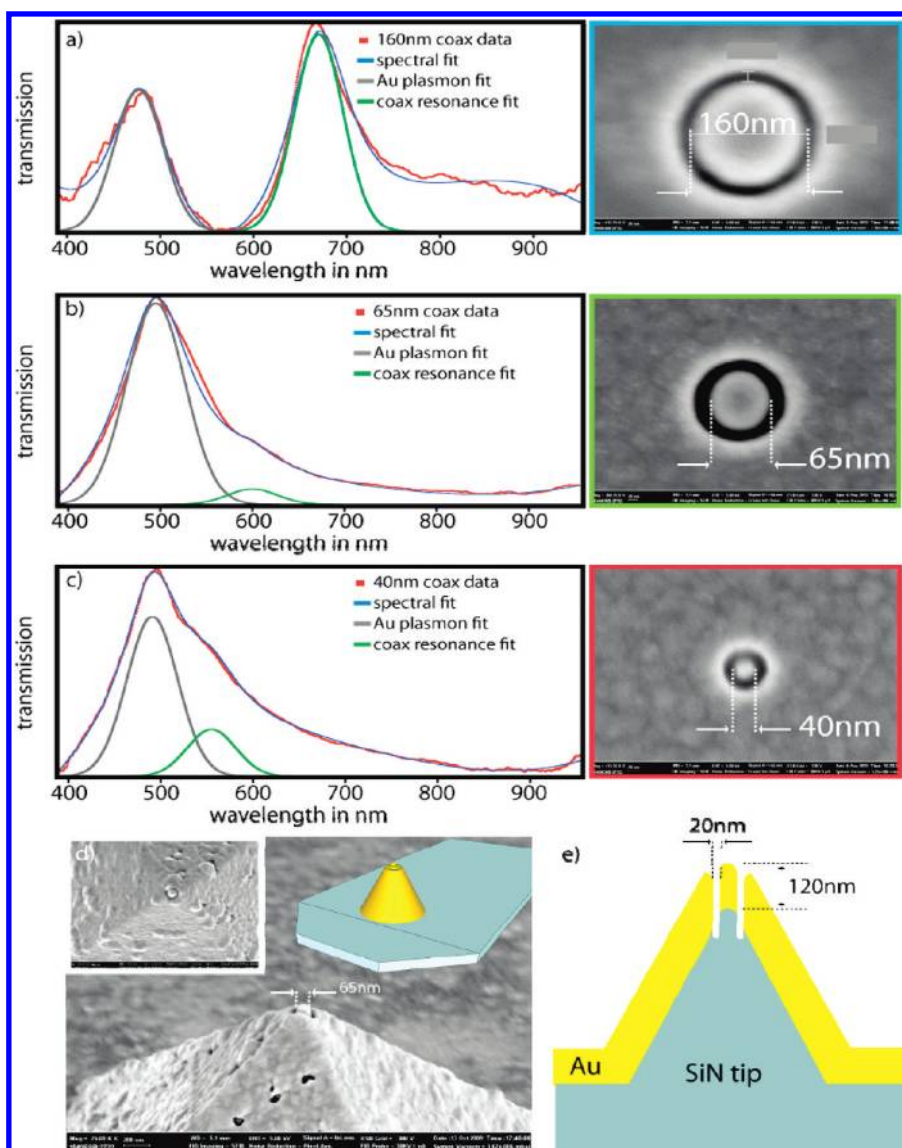 a)
160nm coax data
spectral fit
Au plasmon fit
coax resonance fit
transmission
400 500 600 700 800 900
wavelength in nm
160nm
b)
65nm coax data
spectral fit
Au plasmon fit
coax resonance fit
transmission
400 500 600 700 800 900
wavelength in nm
65nm
c)
40nm coax data
spectral fit
Au plasmon fit
coax resonance fit
transmission
400 500 600 700 800 900
wavelength in nm
40nm
d)
65nm
e)
20nm
120nm
Au
SiN tip